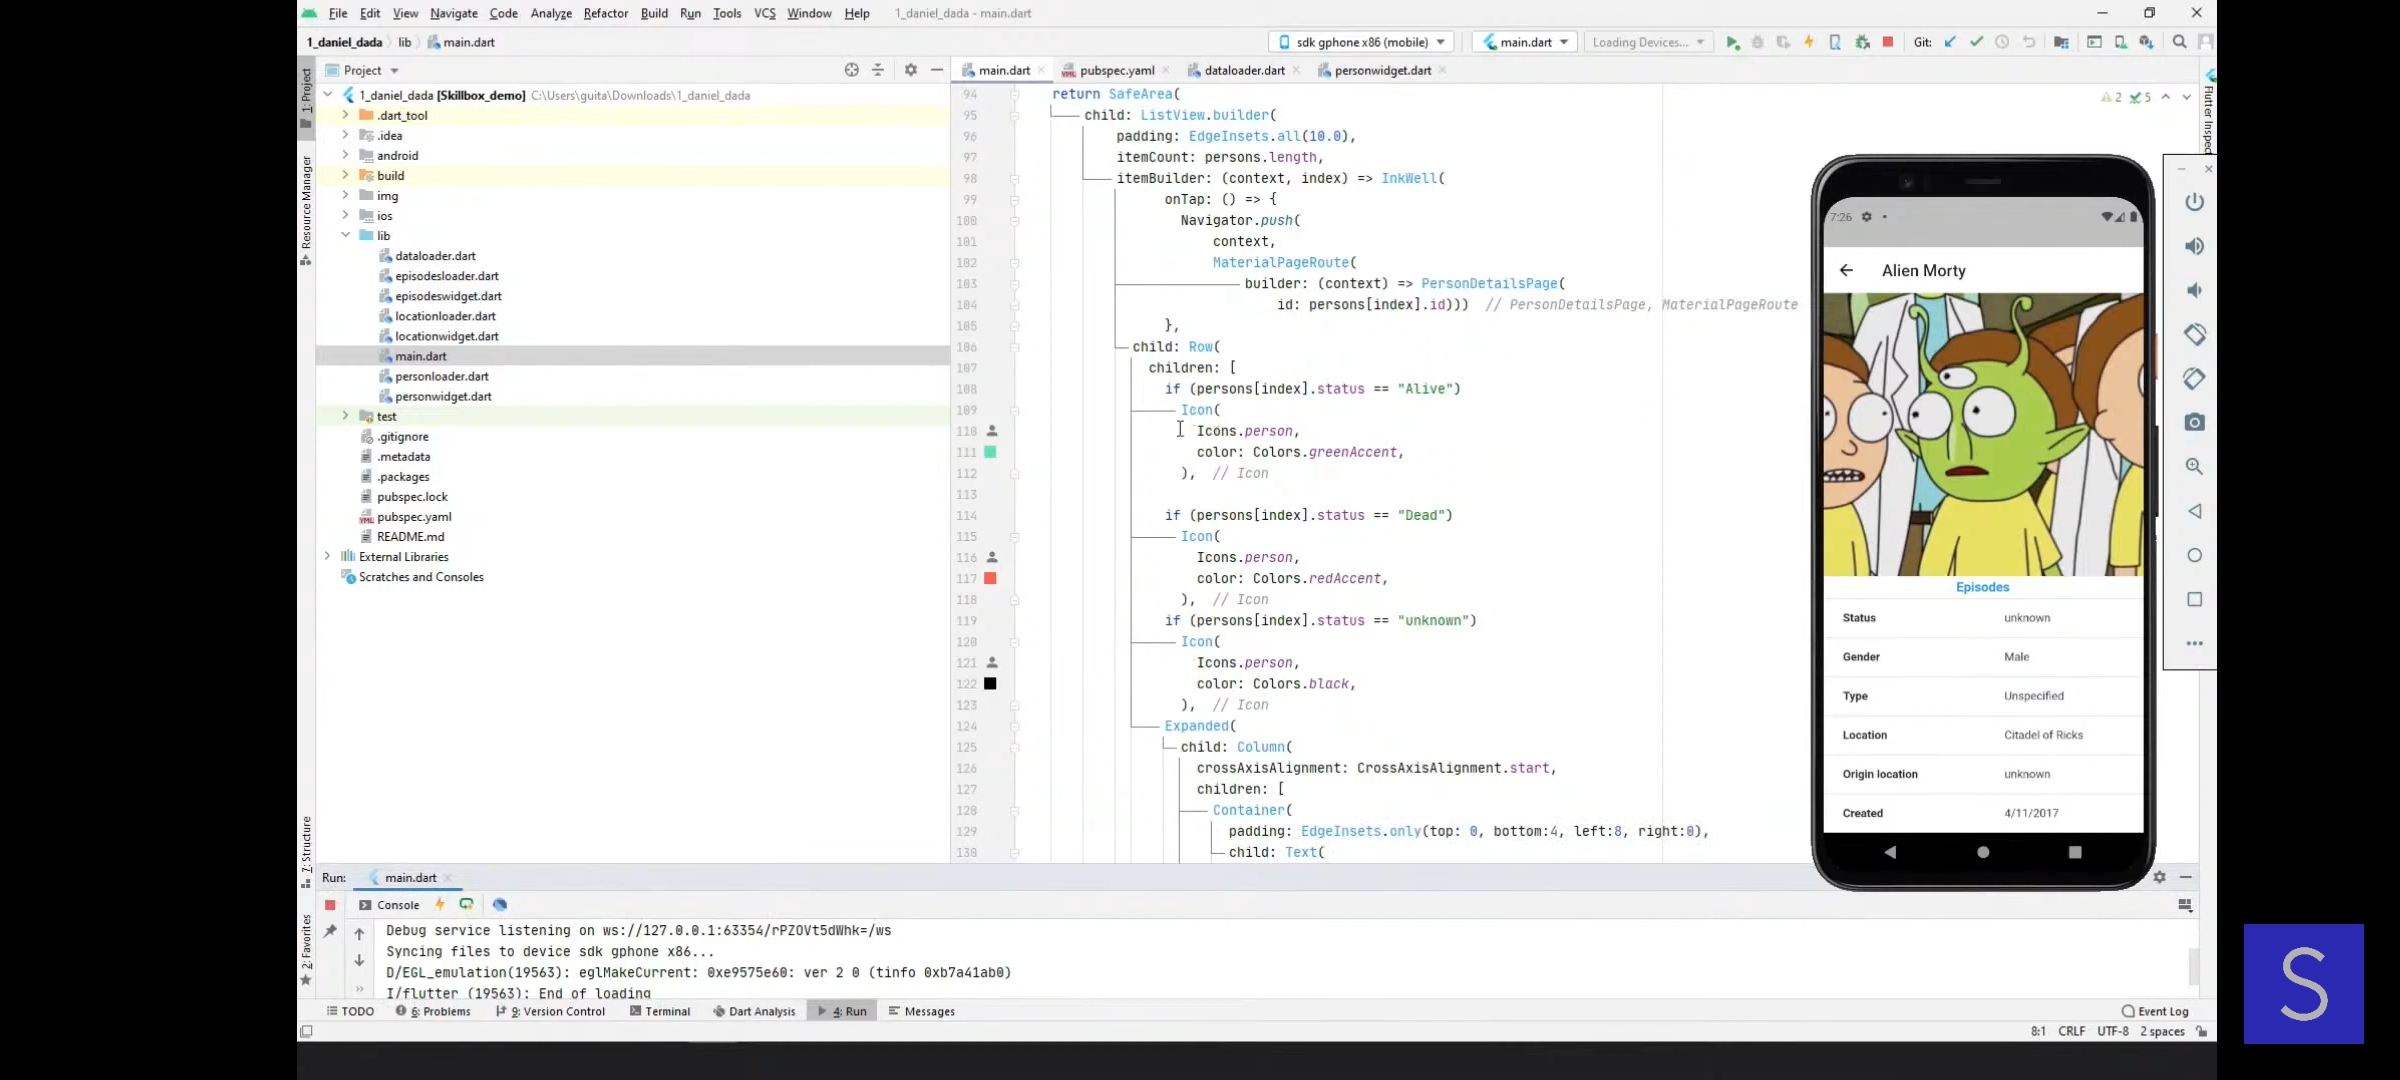 File Edit View Navigate Code Analyze Refactor Build Run Tools VCS Window Help 1_daniel_dada - main.dart
1_daniel_dada lib main.dart sdk gphone x86 (mobile) main.dart Loading Devices... Git:
Project
main.dart pubspec.yaml dataloader.dart personwidget.dart
1: Project
Resource Manager
7: Structure
2: Favorites
1_daniel_dada [Skillbox_demo] C:\Users\guita\Downloads\1_daniel_dada
.dart_tool
.idea
android
build
img
ios
lib
dataloader.dart
episodesloader.dart
episodeswidget.dart
locationloader.dart
locationwidget.dart
main.dart
personloader.dart
personwidget.dart
test
.gitignore
.metadata
.packages
pubspec.lock
pubspec.yaml
README.md
External Libraries
Scratches and Consoles
94 return SafeArea(
95 child: ListView.builder(
96 padding: EdgeInsets.all(10.0),
97 itemCount: persons.length,
98 itemBuilder: (context, index) => InkWell(
99 onTap: () => {
100 Navigator.push(
101 context,
102 MaterialPageRoute(
103 builder: (context) => PersonDetailsPage(
104 id: persons[index].id))) // PersonDetailsPage, MaterialPageRoute
105 },
106 child: Row(
107 children: [
108 if (persons[index].status == "Alive")
109 Icon(
110 Icons.person,
111 color: Colors.greenAccent,
112 ), // Icon
113
114 if (persons[index].status == "Dead")
115 Icon(
116 Icons.person,
117 color: Colors.redAccent,
118 ), // Icon
119 if (persons[index].status == "unknown")
120 Icon(
121 Icons.person,
122 color: Colors.black,
123 ), // Icon
124 Expanded(
125 child: Column(
126 crossAxisAlignment: CrossAxisAlignment.start,
127 children: [
128 Container(
129 padding: EdgeInsets.only(top: 0, bottom:4, left:8, right:0),
130 child: Text(
2 5
Flutter Inspect
7:26
Alien Morty
Episodes
Status unknown
Gender Male
Type Unspecified
Location Citadel of Ricks
Origin location unknown
Created 4/11/2017
Run: main.dart
Console
Debug service listening on ws://127.0.0.1:63354/rPZOVt5dWhk=/ws
Syncing files to device sdk gphone x86...
D/EGL_emulation(19563): eglMakeCurrent: 0xe9575e60: ver 2 0 (tinfo 0xb7a41ab0)
I/flutter (19563): End of loading
TODO 6: Problems 9: Version Control Terminal Dart Analysis 4: Run Messages Event Log
8:1 CRLF UTF-8 2 spaces
S